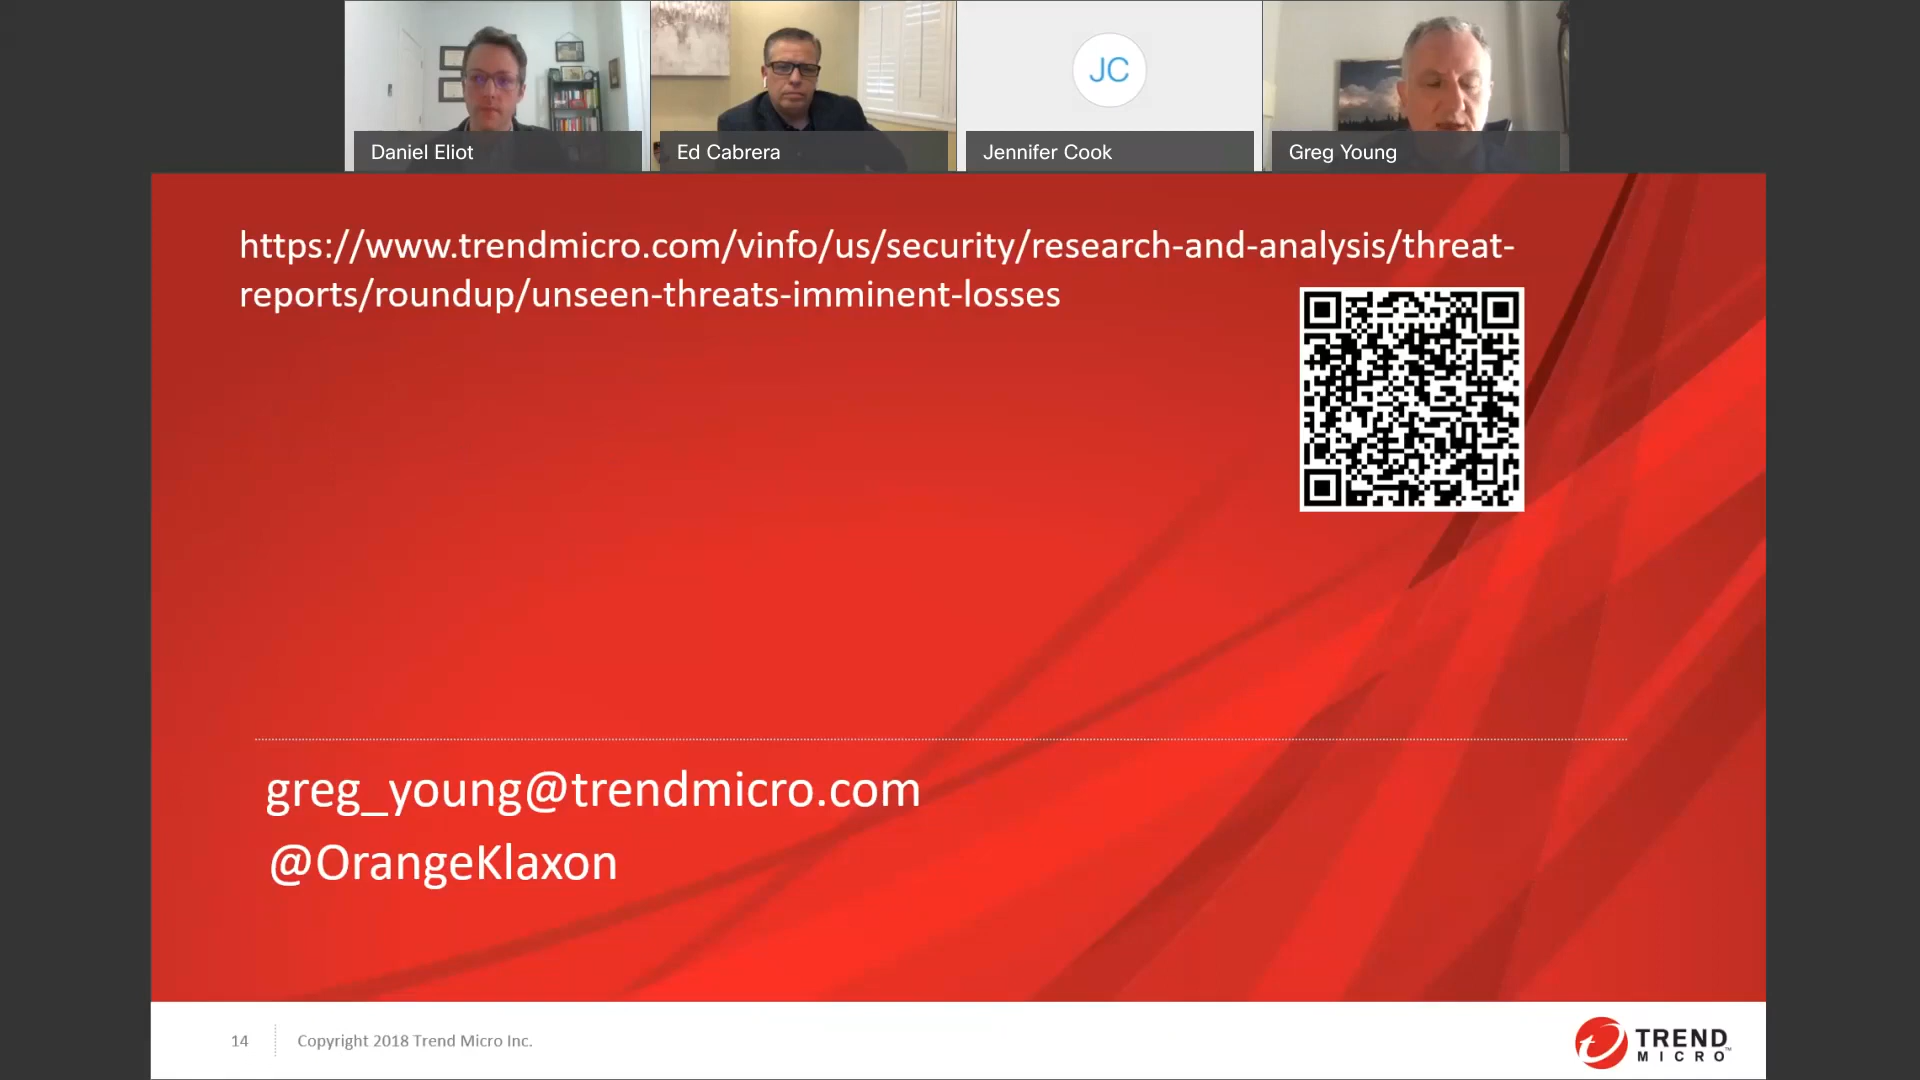 Daniel Eliot
Ed Cabrera
JC
Jennifer Cook
Greg Young
https://www.trendmicro.com/vinfo/us/security/research-and-analysis/threat-
reports/roundup/unseen-threats-imminent-losses
greg_young@trendmicro.com
@OrangeKlaxon
14
Copyright 2018 Trend Micro Inc.
TREND
MICRO™